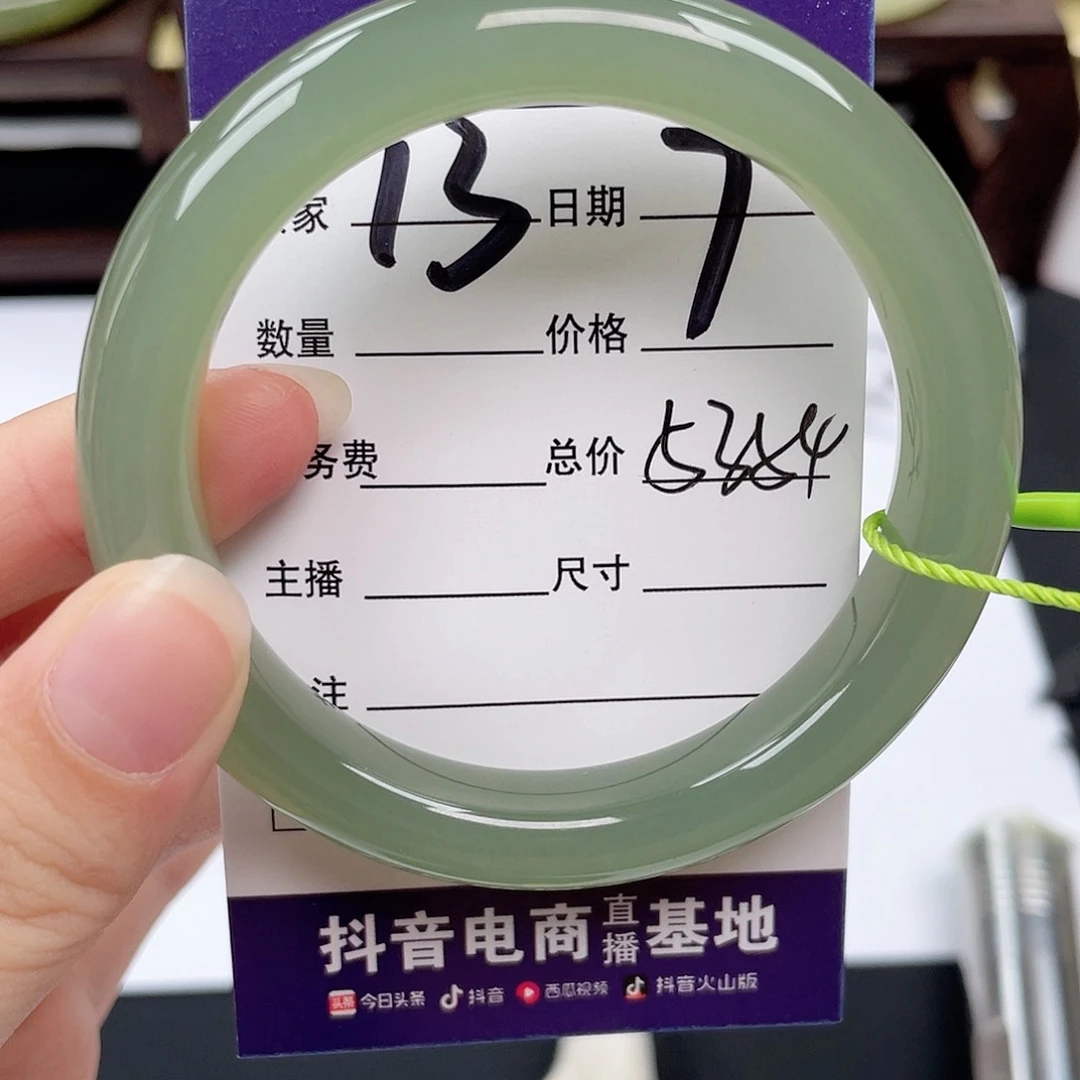 家 13 日期 7
数量 价格
务费 总价
主播 尺寸
注
抖音电商直播基地
今日头条 抖音 西瓜视频 抖音火山版